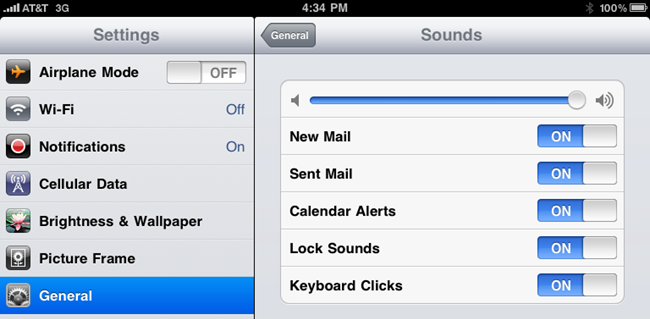 AT&T 3G 4:34 PM 100%
Settings
Airplane Mode OFF
Wi-Fi Off
Notifications On
Cellular Data
Brightness & Wallpaper
Picture Frame
General
General Sounds
New Mail ON
Sent Mail ON
Calendar Alerts ON
Lock Sounds ON
Keyboard Clicks ON